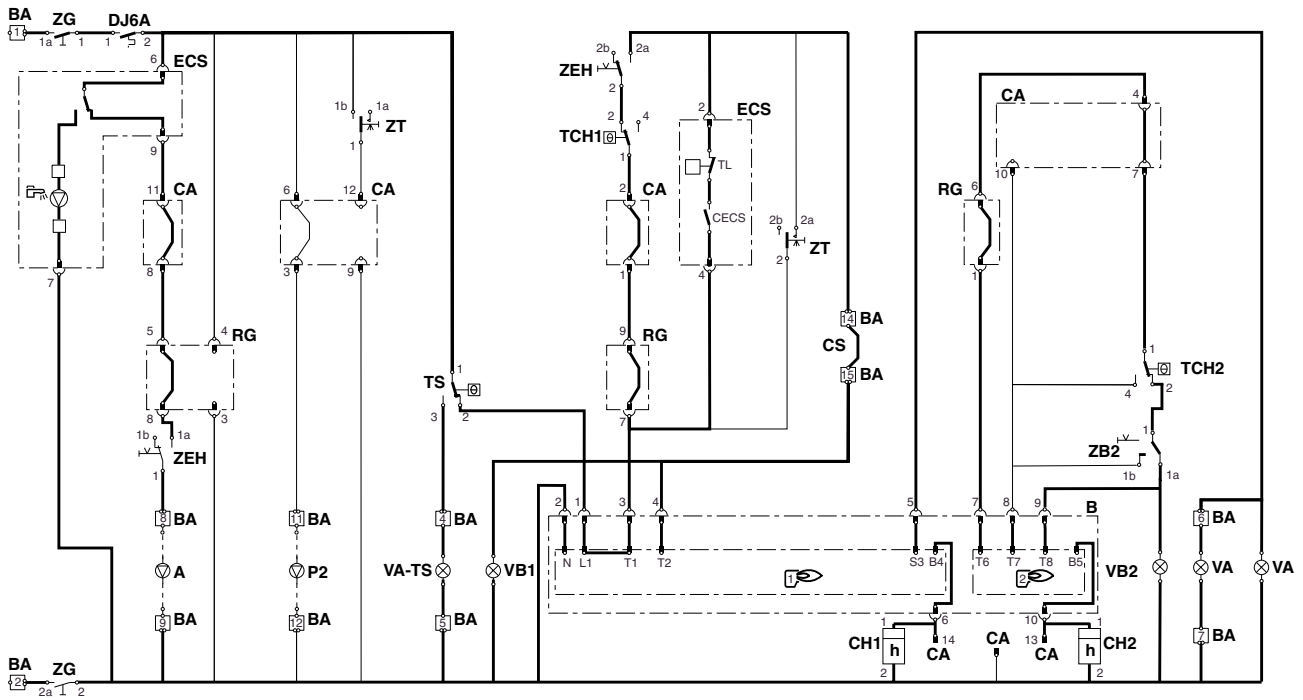 BA ZG DJ6A
1 1a 1 1 2
6 ECS
9
7
11 CA
8
5 4 RG
8 3
1b 1a
ZEH
1
8 BA
A
9 BA
1b 1a
ZT
1
6 12 CA
3 9
11 BA
P2
12 BA
1
TS θ
3 2
4 BA
VA-TS
5 BA
VB1
2b 2a
ZEH
2
2 4
TCH1 θ
1
2 CA
1
9 RG
7
2 ECS
TL
CECS
4
2b 2a
ZT
2
14 BA
CS
15 BA
CA 4
10 7
RG 6
1
1
TCH2 θ
4 2
1
ZB2
1b 1a
2 1 3 4 5 7 8 9 B
N L1 T1 T2 S3 B4 T6 T7 T8 B5
1 2
VB2
6 10
1 14 13 1
CH1 h CA CA CA CH2 h
2 2
6 BA
VA VA
7 BA
BA ZG
2 2a 2